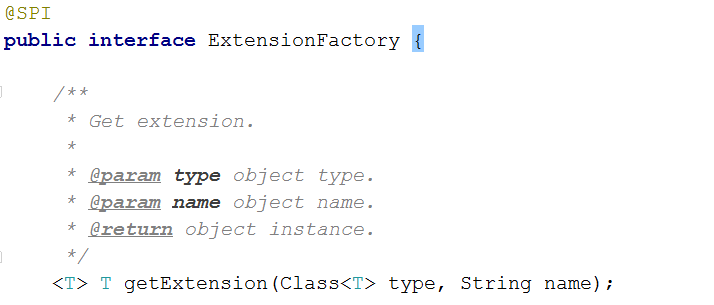 @SPI
public interface ExtensionFactory {
/**
* Get extension.
*
* @param type object type.
* @param name object name.
* @return object instance.
*/
<T> T getExtension(Class<T> type, String name);